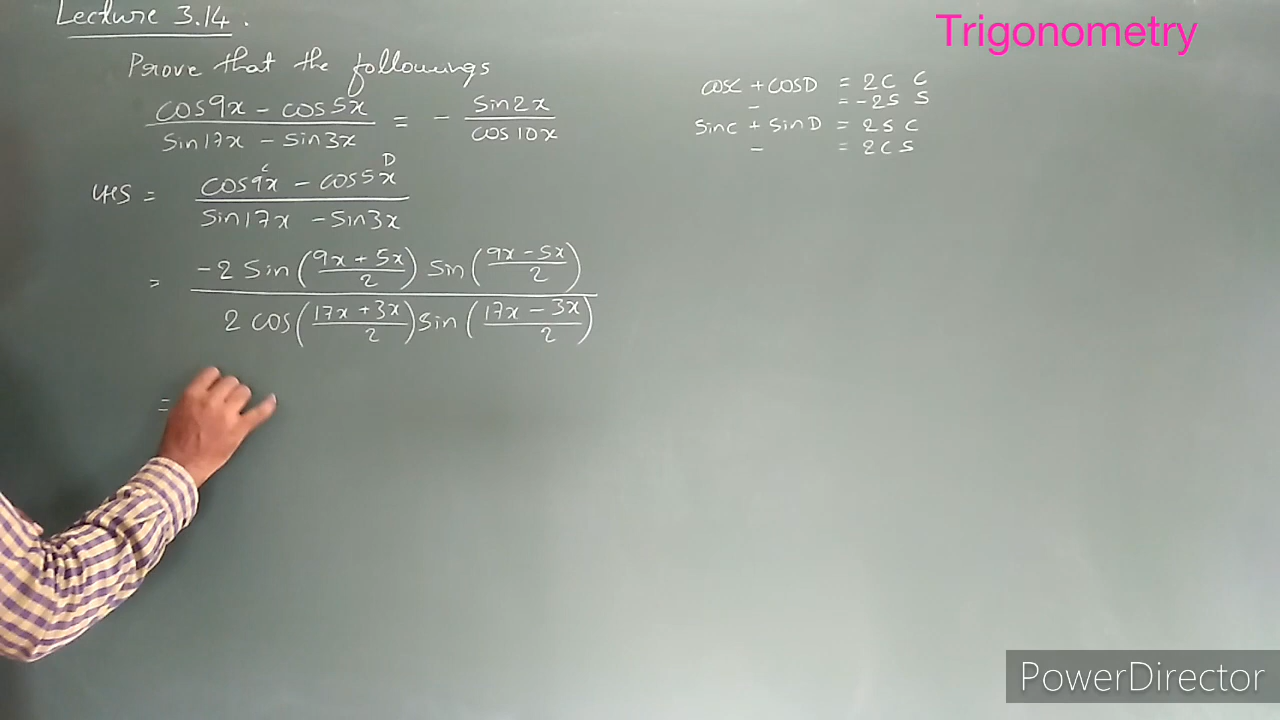 Lecture 3.14.
Trigonometry
Prove that the followings
cos9x - cos5x / sin17x - sin3x = - sin2x / cos10x
cosC + cosD = 2C C
- = -2S S
sinC + sinD = 2S C
- = 2C S
C D
LHS = cos9x - cos5x / sin17x - sin3x
= -2 sin (9x + 5x / 2) sin (9x - 5x / 2) / 2 cos (17x + 3x / 2) sin (17x - 3x / 2)
=
PowerDirector